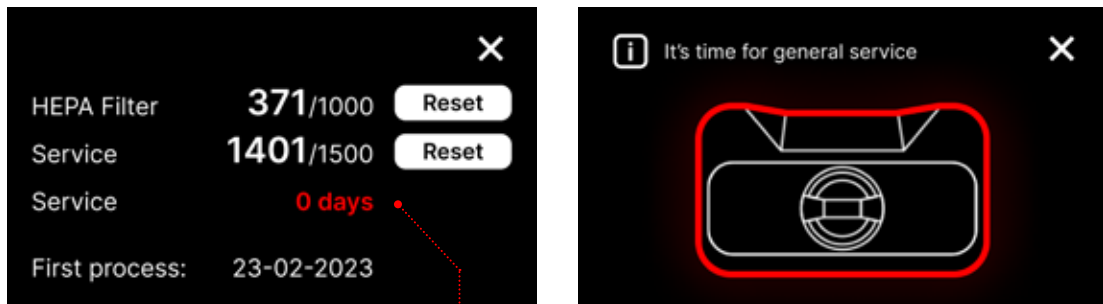 HEPA Filter 371/1000 Reset
Service 1401/1500 Reset
Service 0 days
First process: 23-02-2023
It's time for general service